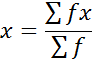 x = ∑ fx / ∑ f